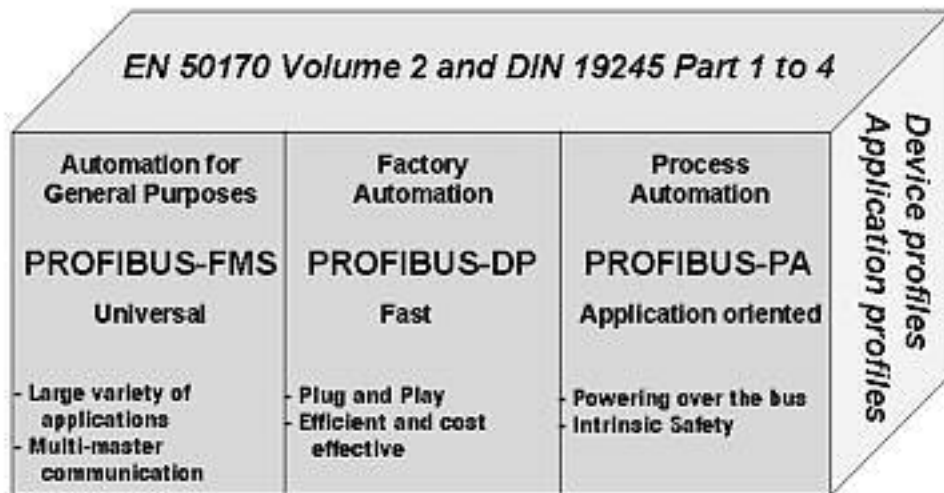 EN 50170 Volume 2 and DIN 19245 Part 1 to 4
Automation for
General Purposes
PROFIBUS-FMS
Universal
- Large variety of
applications
- Multi-master
communication
Factory
Automation
PROFIBUS-DP
Fast
- Plug and Play
- Efficient and cost
effective
Process
Automation
PROFIBUS-PA
Application oriented
- Powering over the bus
- Intrinsic Safety
Device profiles
Application profiles